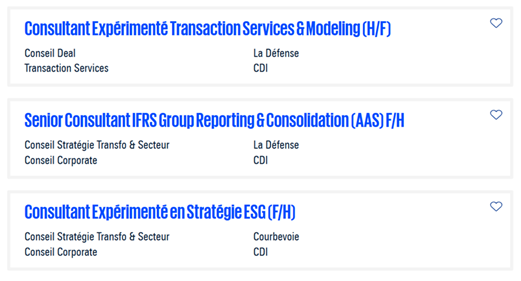 Consultant Expérimenté Transaction Services & Modeling (H/F)
Conseil Deal La Défense
Transaction Services CDI
Senior Consultant IFRS Group Reporting & Consolidation (AAS) F/H
Conseil Stratégie Transfo & Secteur La Défense
Conseil Corporate CDI
Consultant Expérimenté en Stratégie ESG (F/H)
Conseil Stratégie Transfo & Secteur Courbevoie
Conseil Corporate CDI